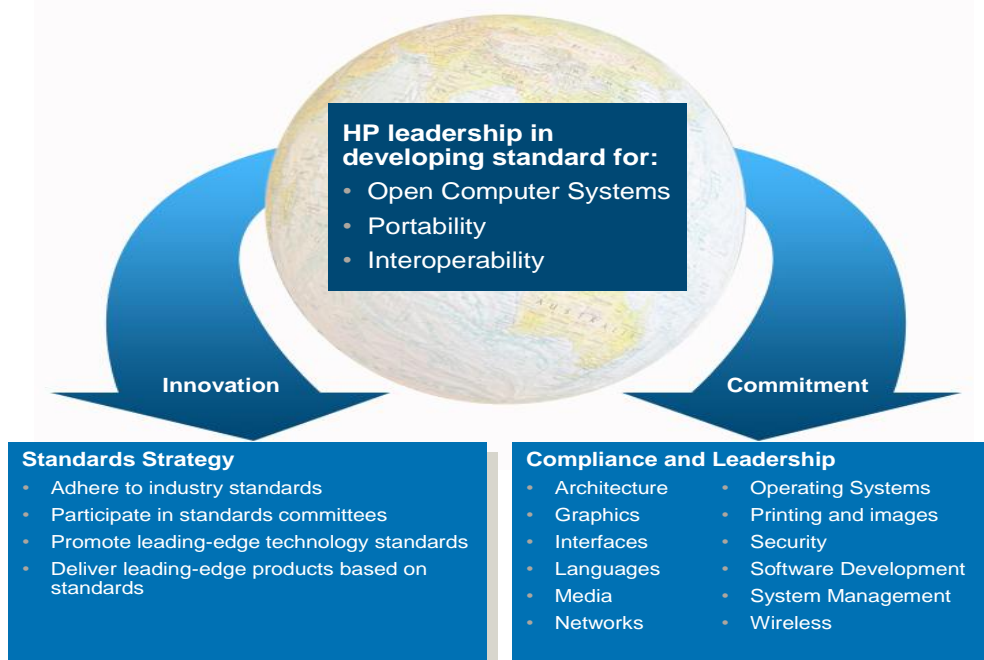 HP leadership in
developing standard for:
• Open Computer Systems
• Portability
• Interoperability
AUSTRALIA
Innovation
Commitment
Standards Strategy
• Adhere to industry standards
• Participate in standards committees
• Promote leading-edge technology standards
• Deliver leading-edge products based on
standards
Compliance and Leadership
• Architecture
• Graphics
• Interfaces
• Languages
• Media
• Networks
• Operating Systems
• Printing and images
• Security
• Software Development
• System Management
• Wireless